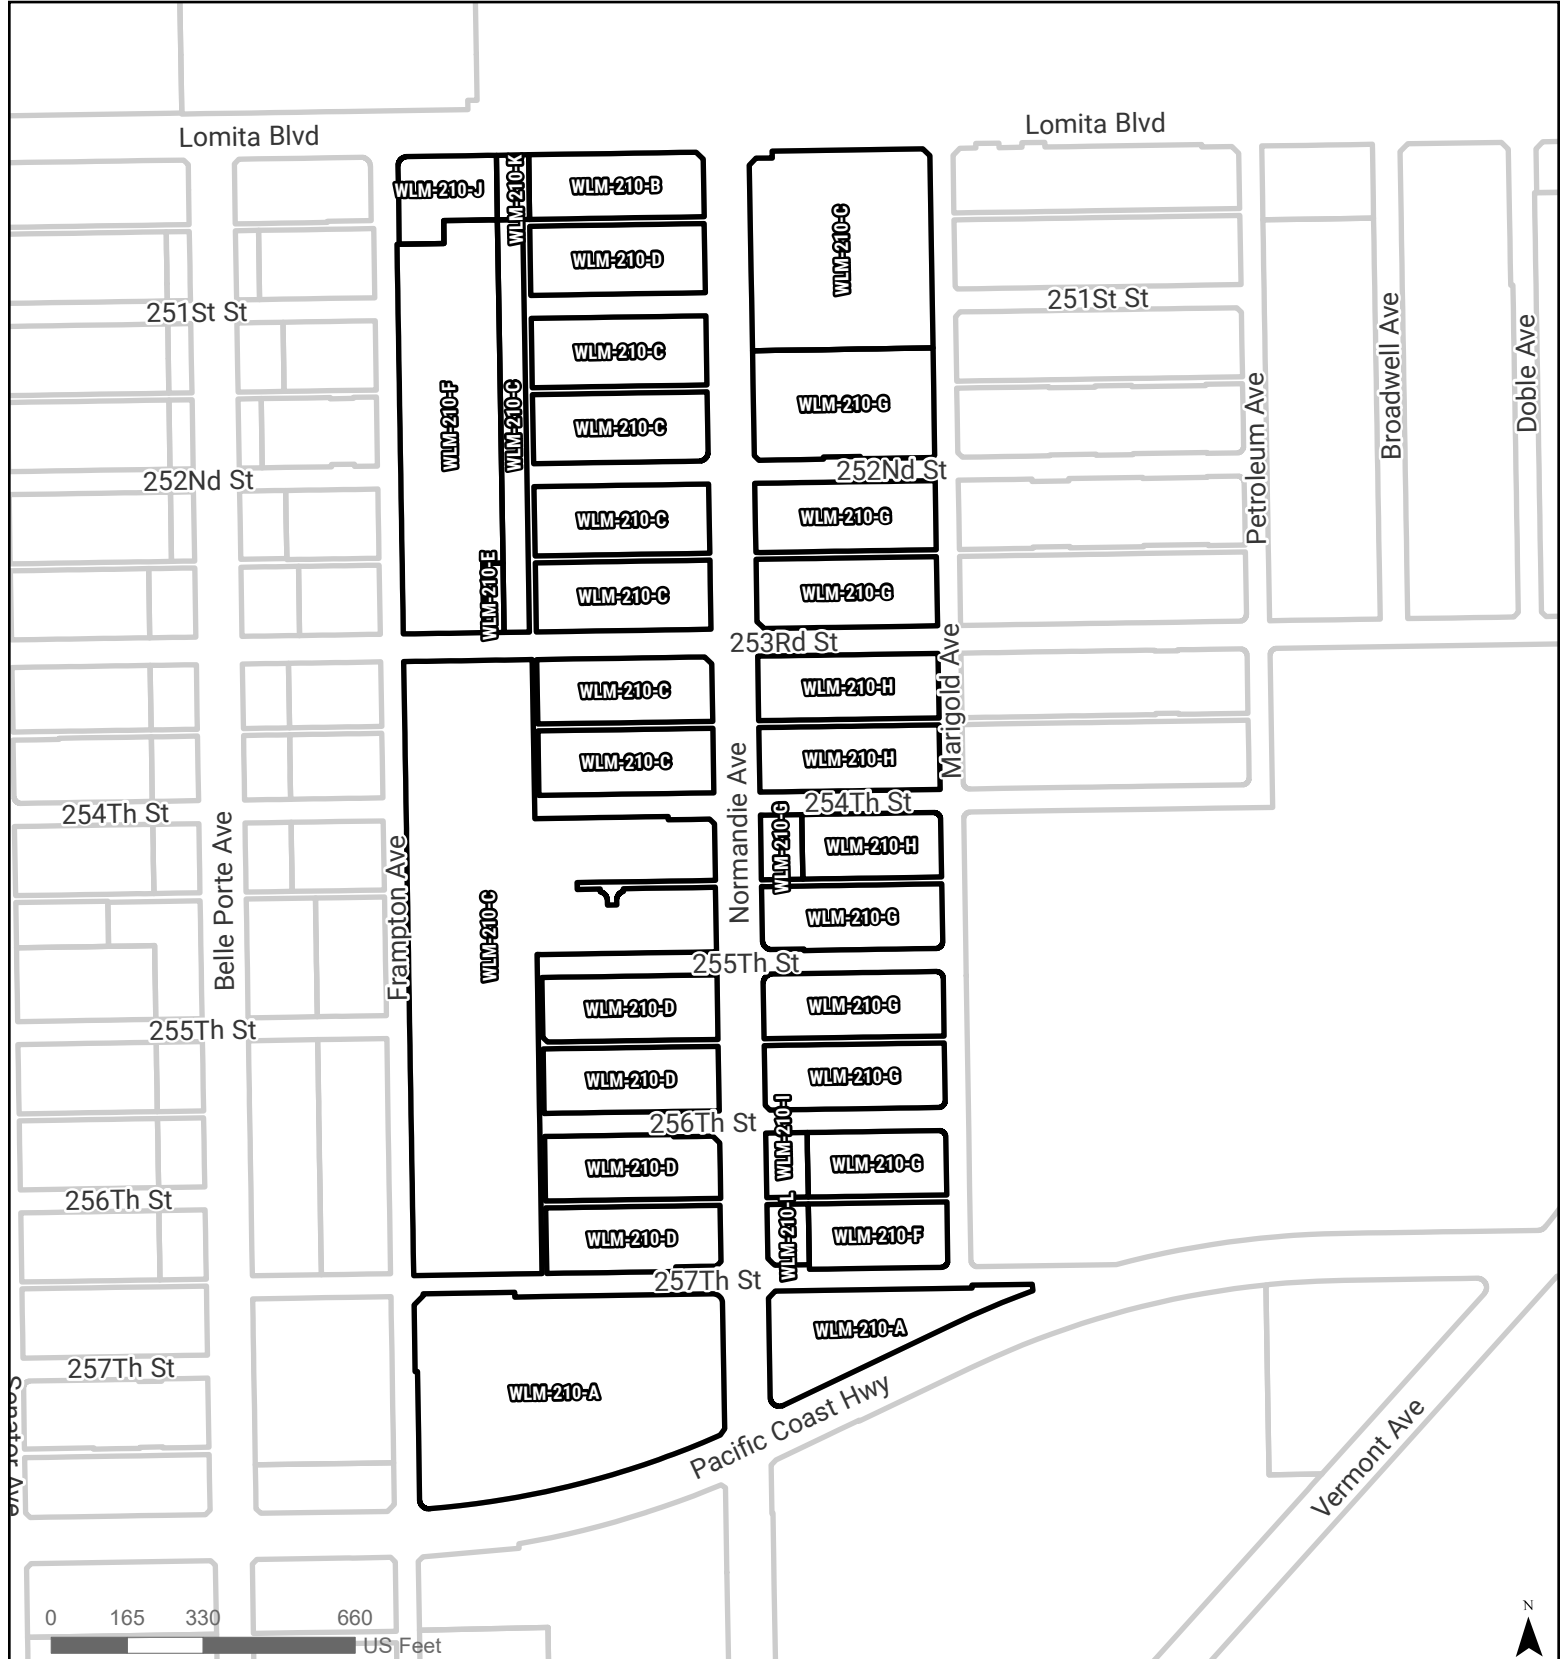 Lomita Blvd
Lomita Blvd
WLM-210-J
WLM-210-K
WLM-210-B
WLM-210-C
WLM-210-D
251St St
251St St
WLM-210-C
WLM-210-F
WLM-210-C
WLM-210-C
WLM-210-G
Petroleum Ave
Broadwell Ave
Doble Ave
252Nd St
252Nd St
WLM-210-C
WLM-210-G
WLM-210-E
WLM-210-C
WLM-210-G
253Rd St
WLM-210-C
WLM-210-H
Marigold Ave
WLM-210-C
WLM-210-H
254Th St
254Th St
Belle Porte Ave
Frampton Ave
Normandie Ave
WLM-210-G
WLM-210-H
WLM-210-C
WLM-210-G
255Th St
255Th St
WLM-210-D
WLM-210-G
WLM-210-D
WLM-210-G
256Th St
WLM-210-I
WLM-210-D
WLM-210-G
256Th St
WLM-210-D
WLM-210-L
WLM-210-F
257Th St
WLM-210-A
257Th St
WLM-210-A
Senator Ave
Pacific Coast Hwy
Vermont Ave
0 165 330 660
US Feet
N